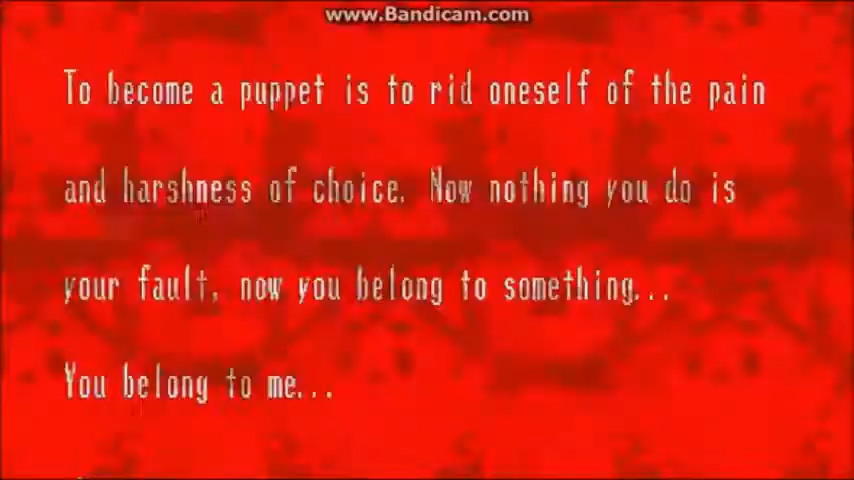 www.Bandicam.com
To become a puppet is to rid oneself of the pain
and harshness of choice. Now nothing you do is
your fault, now you belong to something...
You belong to me...